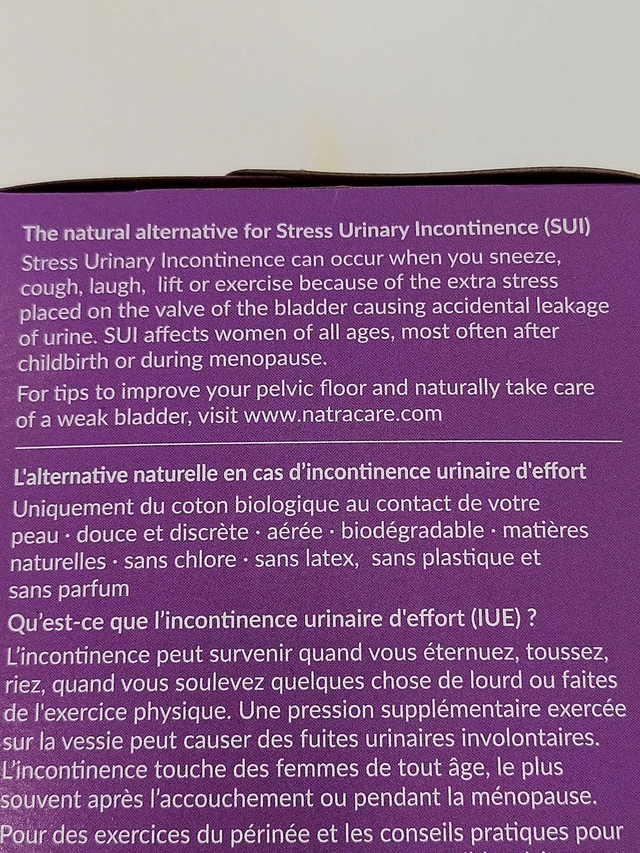 The natural alternative for Stress Urinary Incontinence (SUI)
Stress Urinary Incontinence can occur when you sneeze,
cough, laugh, lift or exercise because of the extra stress
placed on the valve of the bladder causing accidental leakage
of urine. SUI affects women of all ages, most often after
childbirth or during menopause.
For tips to improve your pelvic floor and naturally take care
of a weak bladder, visit www.natracare.com
L'alternative naturelle en cas d'incontinence urinaire d'effort
Uniquement du coton biologique au contact de votre
peau · douce et discrète · aérée · biodégradable · matières
naturelles · sans chlore · sans latex, sans plastique et
sans parfum
Qu'est-ce que l'incontinence urinaire d'effort (IUE) ?
L'incontinence peut survenir quand vous éternuez, toussez,
riez, quand vous soulevez quelques chose de lourd ou faites
de l'exercice physique. Une pression supplémentaire exercée
sur la vessie peut causer des fuites urinaires involontaires.
L'incontinence touche des femmes de tout âge, le plus
souvent après l'accouchement ou pendant la ménopause.
Pour des exercices du périnée et les conseils pratiques pour